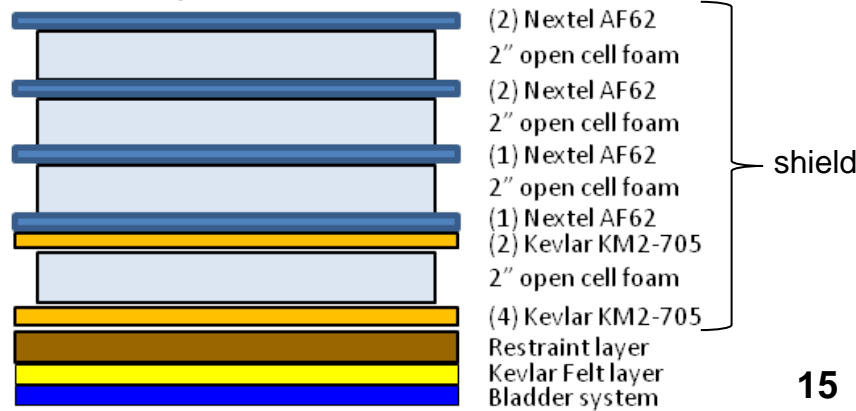 (2) Nextel AF62
2" open cell foam
(2) Nextel AF62
2" open cell foam
(1) Nextel AF62
2" open cell foam
(1) Nextel AF62
(2) Kevlar KM2-705
2" open cell foam
(4) Kevlar KM2-705
Restraint layer
Kevlar Felt layer
Bladder system
shield
15